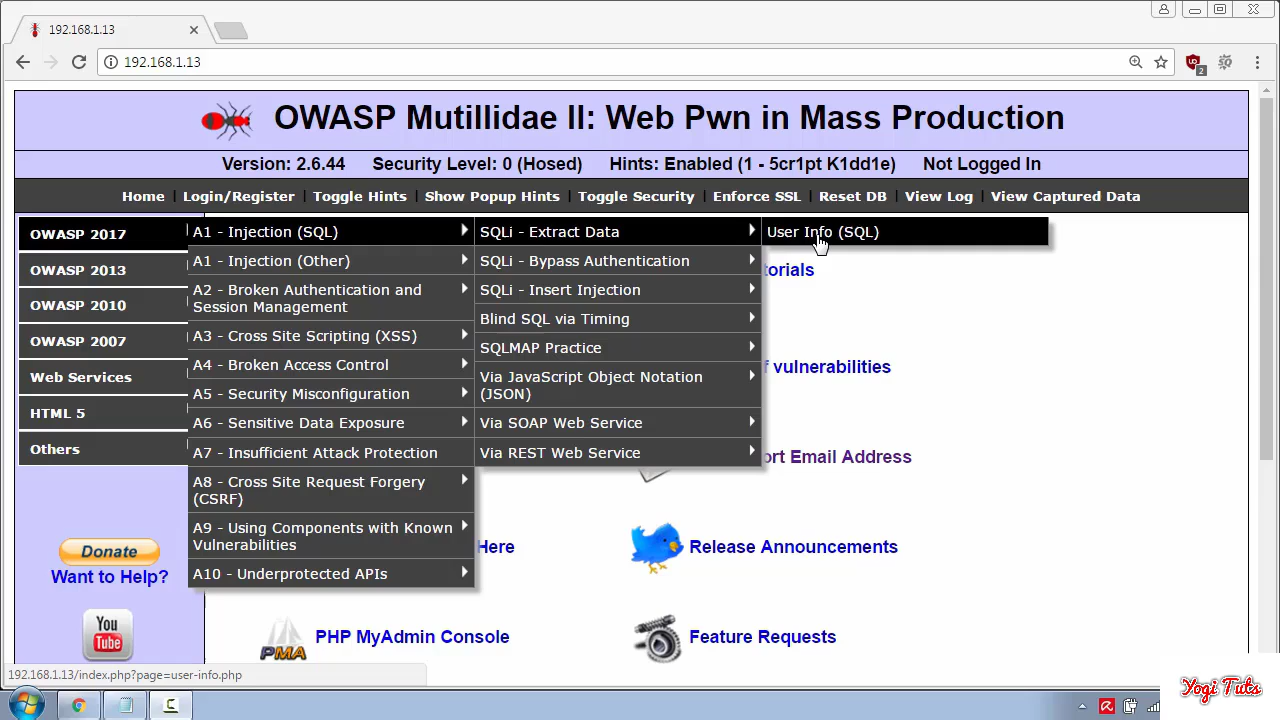 192.168.1.13
192.168.1.13
2
OWASP Mutillidae II: Web Pwn in Mass Production
Version: 2.6.44 Security Level: 0 (Hosed) Hints: Enabled (1 - 5cr1pt K1dd1e) Not Logged In
Home Login/Register Toggle Hints Show Popup Hints Toggle Security Enforce SSL Reset DB View Log View Captured Data
OWASP 2017
OWASP 2013
OWASP 2010
OWASP 2007
Web Services
HTML 5
Others
A1 - Injection (SQL)
A1 - Injection (Other)
A2 - Broken Authentication and
Session Management
A3 - Cross Site Scripting (XSS)
A4 - Broken Access Control
A5 - Security Misconfiguration
A6 - Sensitive Data Exposure
A7 - Insufficient Attack Protection
A8 - Cross Site Request Forgery
(CSRF)
A9 - Using Components with Known
Vulnerabilities
A10 - Underprotected APIs
SQLi - Extract Data
SQLi - Bypass Authentication
SQLi - Insert Injection
Blind SQL via Timing
SQLMAP Practice
Via JavaScript Object Notation
(JSON)
Via SOAP Web Service
Via REST Web Service
User Info (SQL)
torials
f vulnerabilities
ort Email Address
Here
Release Announcements
PMA
PHP MyAdmin Console
Feature Requests
Donate
Want to Help?
You
Tube
192.168.1.13/index.php?page=user-info.php
Yogi Tuts